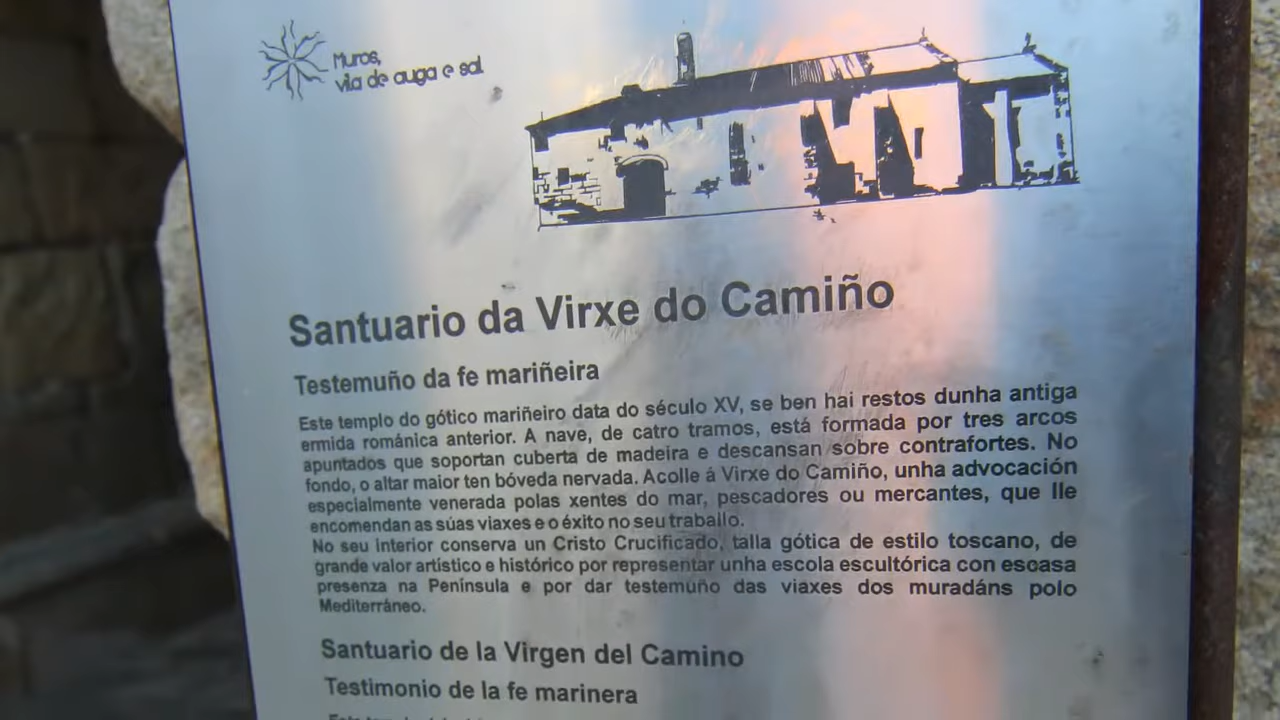 Muros,
vila de auga e sal
Santuario da Virxe do Camiño
Testemuño da fe mariñeira
Este templo do gótico mariñeiro data do século XV, se ben hai restos dunha antiga
ermida románica anterior. A nave, de catro tramos, está formada por tres arcos
apuntados que soportan cuberta de madeira e descansan sobre contrafortes. No
fondo, o altar maior ten bóveda nervada. Acolle á Virxe do Camiño, unha advocación
especialmente venerada polas xentes do mar, pescadores ou mercantes, que lle
encomendan as súas viaxes e o éxito no seu traballo.
No seu interior conserva un Cristo Crucificado, talla gótica de estilo toscano, de
grande valor artístico e histórico por representar unha escola escultórica con escasa
presenza na Península e por dar testemuño das viaxes dos muradáns polo
Mediterráneo.
Santuario de la Virgen del Camino
Testimonio de la fe marinera